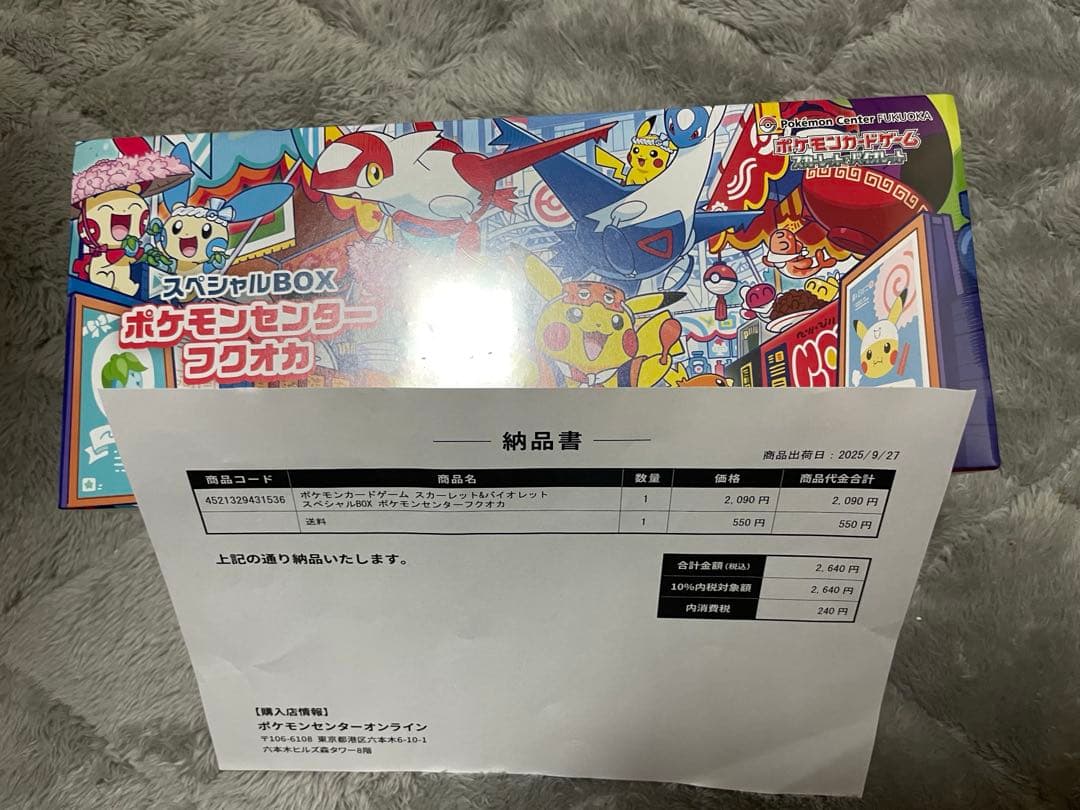 Pokémon Center FUKUOKA
ポケモンカードゲーム
スカーレット&バイオレット
スペシャルBOX
ポケモンセンター
フクオカ
納品書
商品出荷日：2025/9/27
商品コード 商品名 数量 価格 商品代金合計
4521329431536 ポケモンカードゲーム スカーレット&バイオレット 1 2,090 円 2,090 円
スペシャルBOX ポケモンセンターフクオカ
送料 1 550 円 550 円
上記の通り納品いたします。
合計金額(税込) 2,640 円
10%内税対象額 2,640 円
内消費税 240 円
【購入店情報】
ポケモンセンターオンライン
〒106-6108 東京都港区六本木6-10-1
六本木ヒルズ森タワー8階